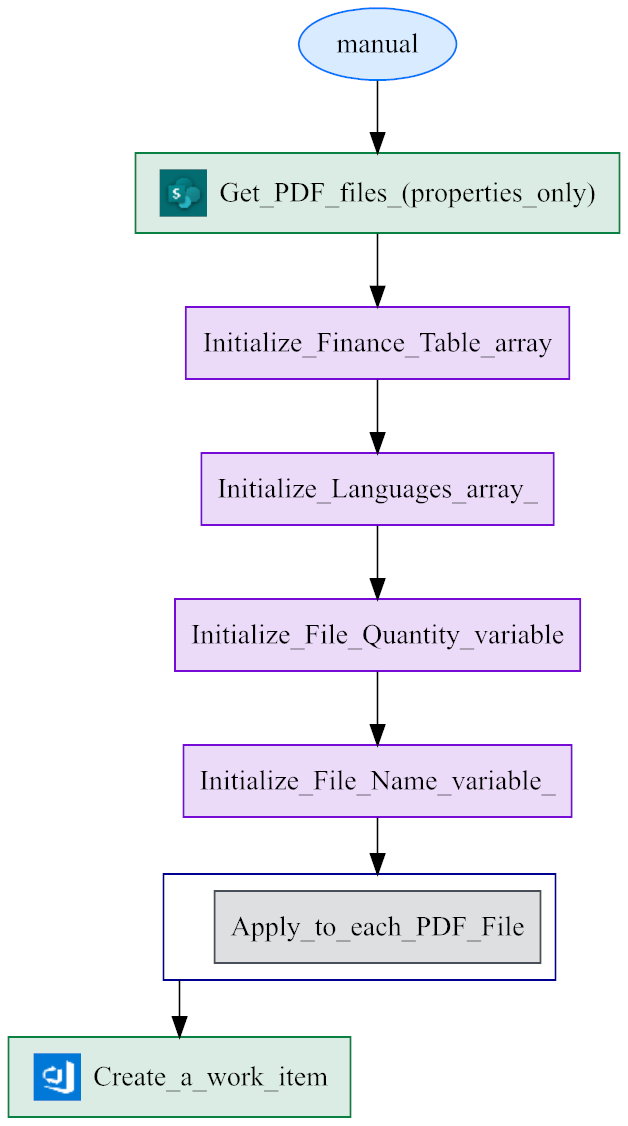 manual
Get_PDF_files_(properties_only)
Initialize_Finance_Table_array
Initialize_Languages_array_
Initialize_File_Quantity_variable
Initialize_File_Name_variable_
Apply_to_each_PDF_File
Create_a_work_item